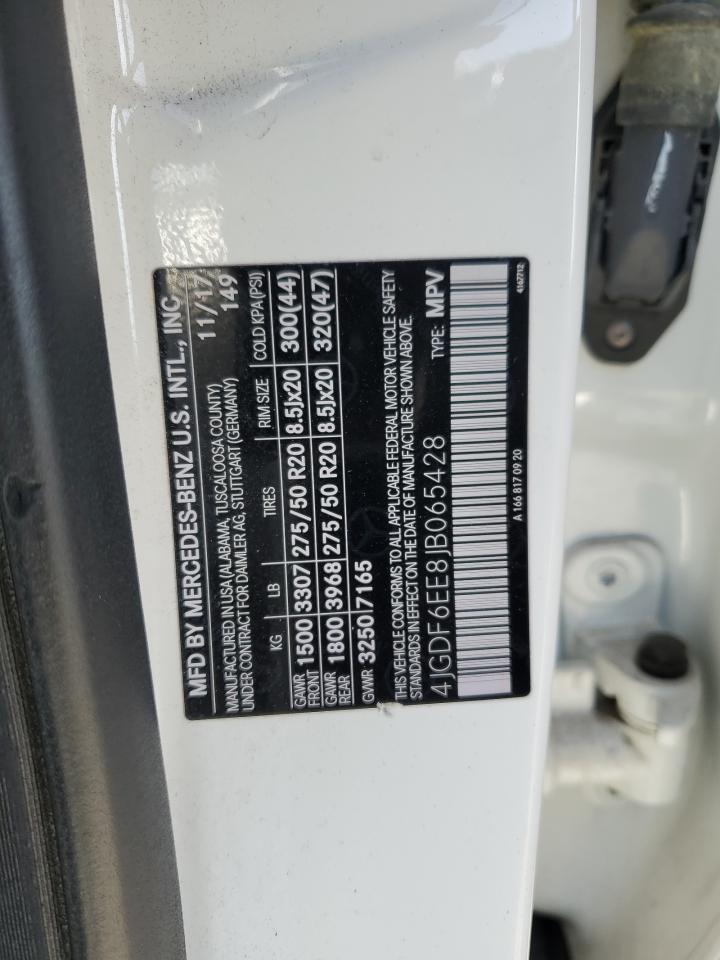 MFD BY MERCEDES-BENZ U.S. INTL., INC
MANUFACTURED IN USA (ALABAMA, TUSCALOOSA COUNTY) 11/17
UNDER CONTRACT FOR DAIMLER AG, STUTTGART (GERMANY) 149
KG LB TIRES RIM SIZE COLD KPA (PSI)
GAWR FRONT 1500 3307 275/50 R20 8.5Jx20 300(44)
GAWR REAR 1800 3968 275/50 R20 8.5Jx20 320(47)
GVWR 3250 7165
THIS VEHICLE CONFORMS TO ALL APPLICABLE FEDERAL MOTOR VEHICLE SAFETY
STANDARDS IN EFFECT ON THE DATE OF MANUFACTURE SHOWN ABOVE.
4JGDF6EE8JB065428 TYPE: MPV
A 166 817 09 20 4167712